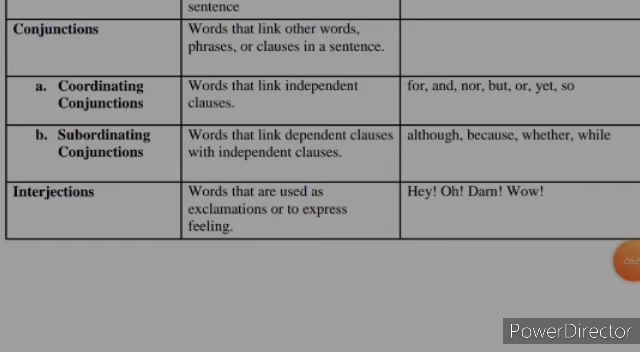 sentence
Conjunctions
Words that link other words,
phrases, or clauses in a sentence.
a. Coordinating
Conjunctions
Words that link independent
clauses.
for, and, nor, but, or, yet, so
b. Subordinating
Conjunctions
Words that link dependent clauses
with independent clauses.
although, because, whether, while
Interjections
Words that are used as
exclamations or to express
feeling.
Hey! Oh! Darn! Wow!
PowerDirector